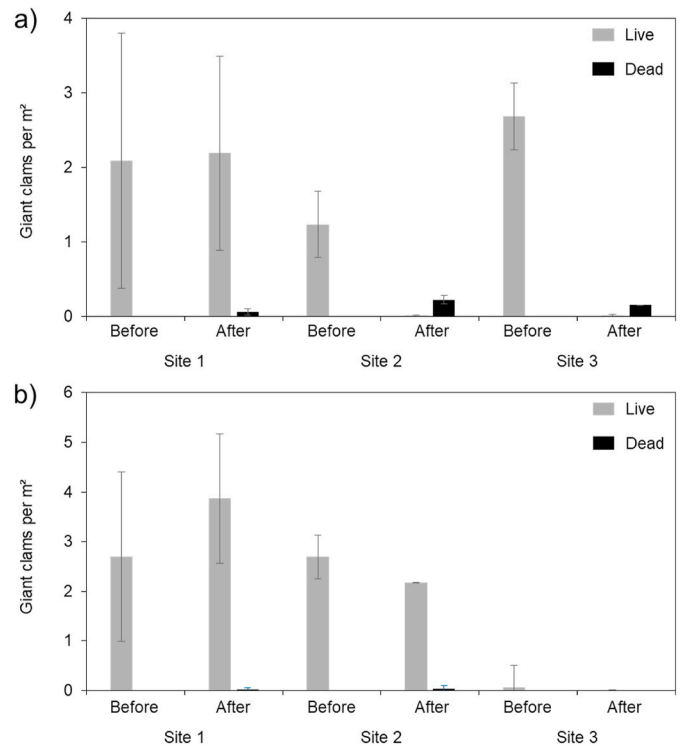 a)
4
3
2
1
0
Giant clams per m²
Live
Dead
Before After Before After Before After
Site 1 Site 2 Site 3
b)
6
5
4
3
2
1
0
Giant clams per m²
Live
Dead
Before After Before After Before After
Site 1 Site 2 Site 3